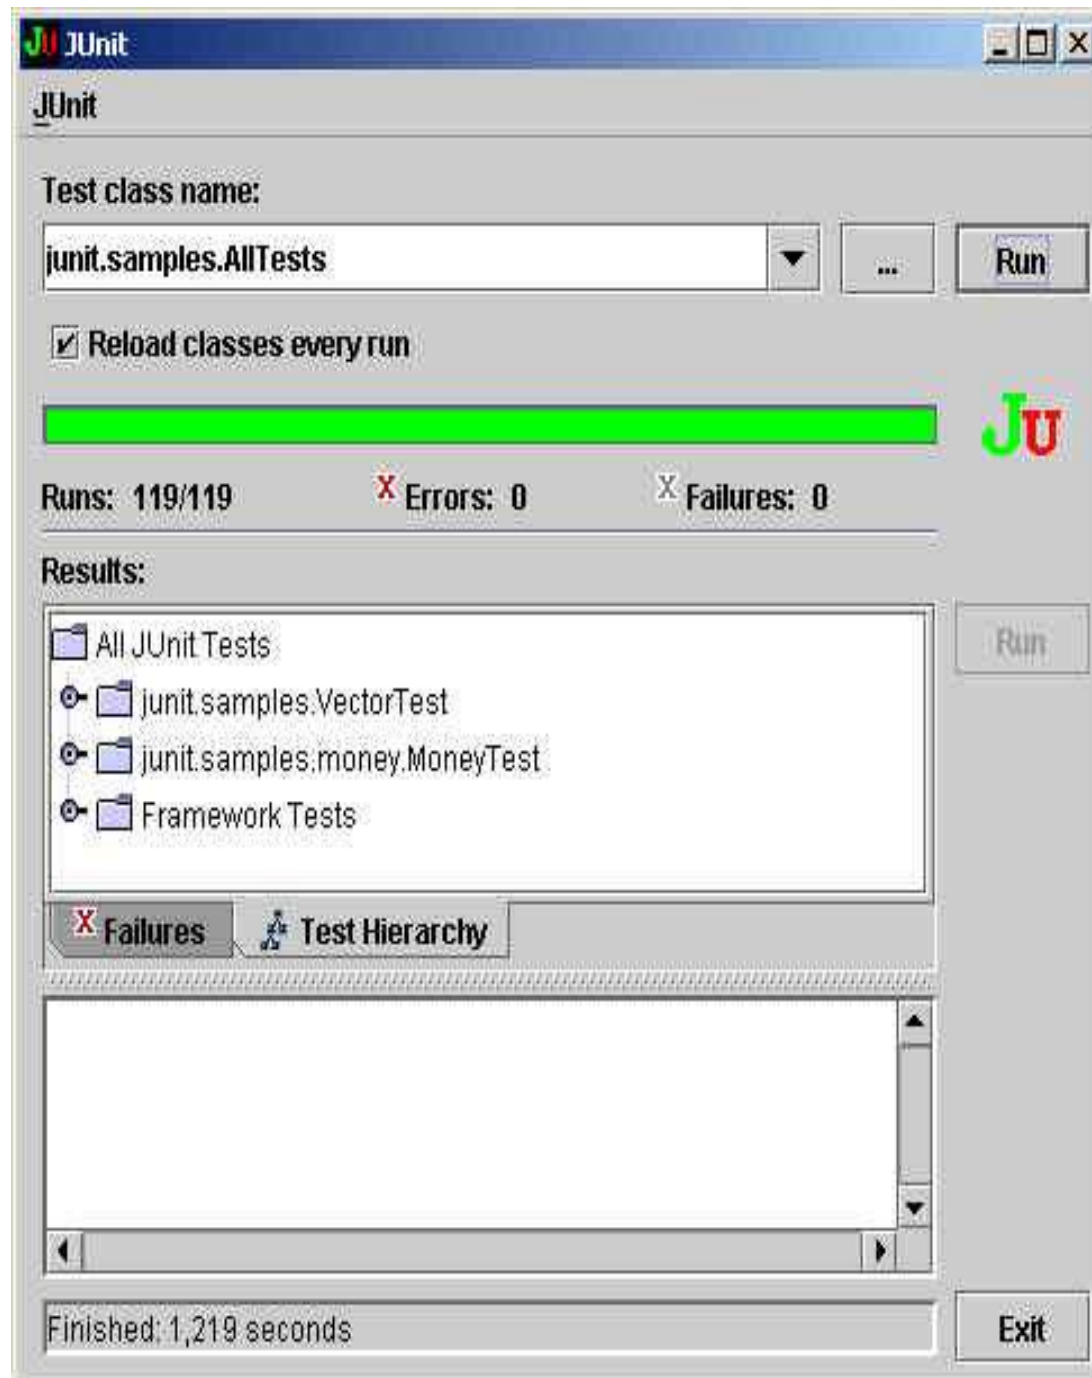 JU JUnit
JUnit
Test class name:
junit.samples.AllTests
...
Run
Reload classes every run
JU
Runs: 119/119
X Errors: 0
X Failures: 0
Results:
Run
All JUnit Tests
junit.samples.VectorTest
junit.samples.money.MoneyTest
Framework Tests
X Failures
Test Hierarchy
Finished: 1,219 seconds
Exit